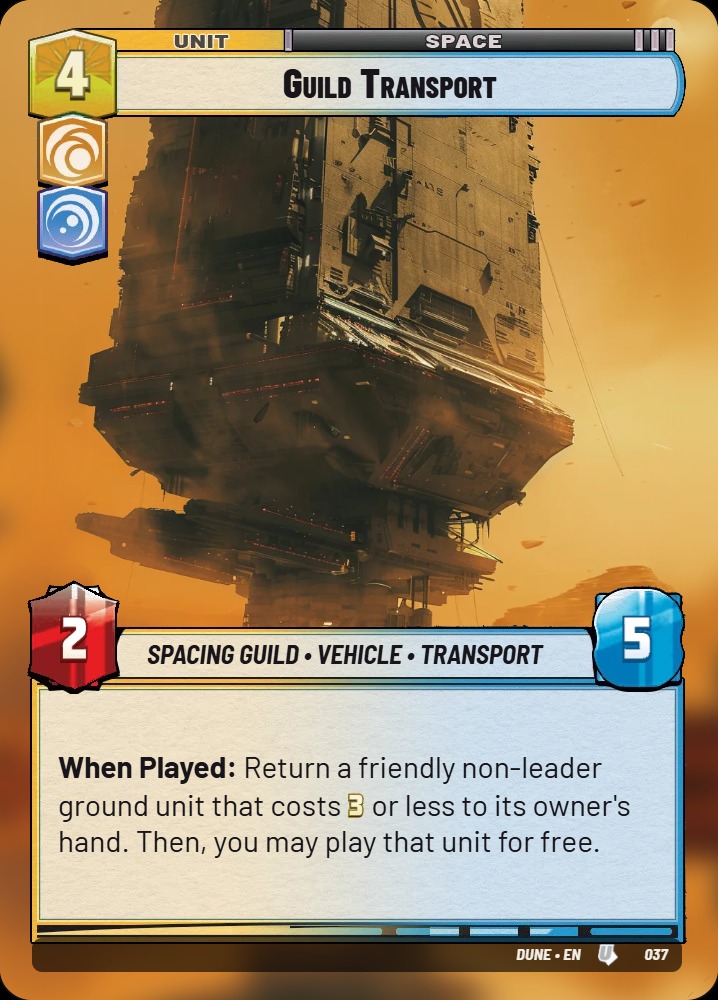 UNIT
SPACE
4
Guild Transport
2
SPACING GUILD • VEHICLE • TRANSPORT
5
When Played: Return a friendly non-leader
ground unit that costs 3 or less to its owner's
hand. Then, you may play that unit for free.
DUNE • EN U 037